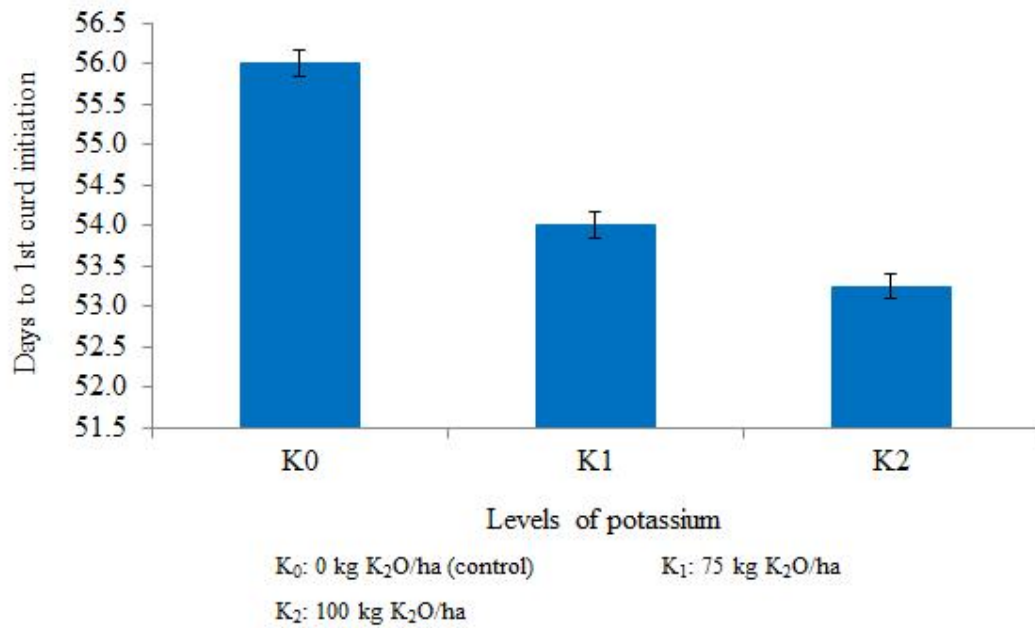 Days to 1st curd initiation
56.5
56.0
55.5
55.0
54.5
54.0
53.5
53.0
52.5
52.0
51.5
K0 K1 K2
Levels of potassium
K₀: 0 kg K₂O/ha (control) K₁: 75 kg K₂O/ha
K₂: 100 kg K₂O/ha